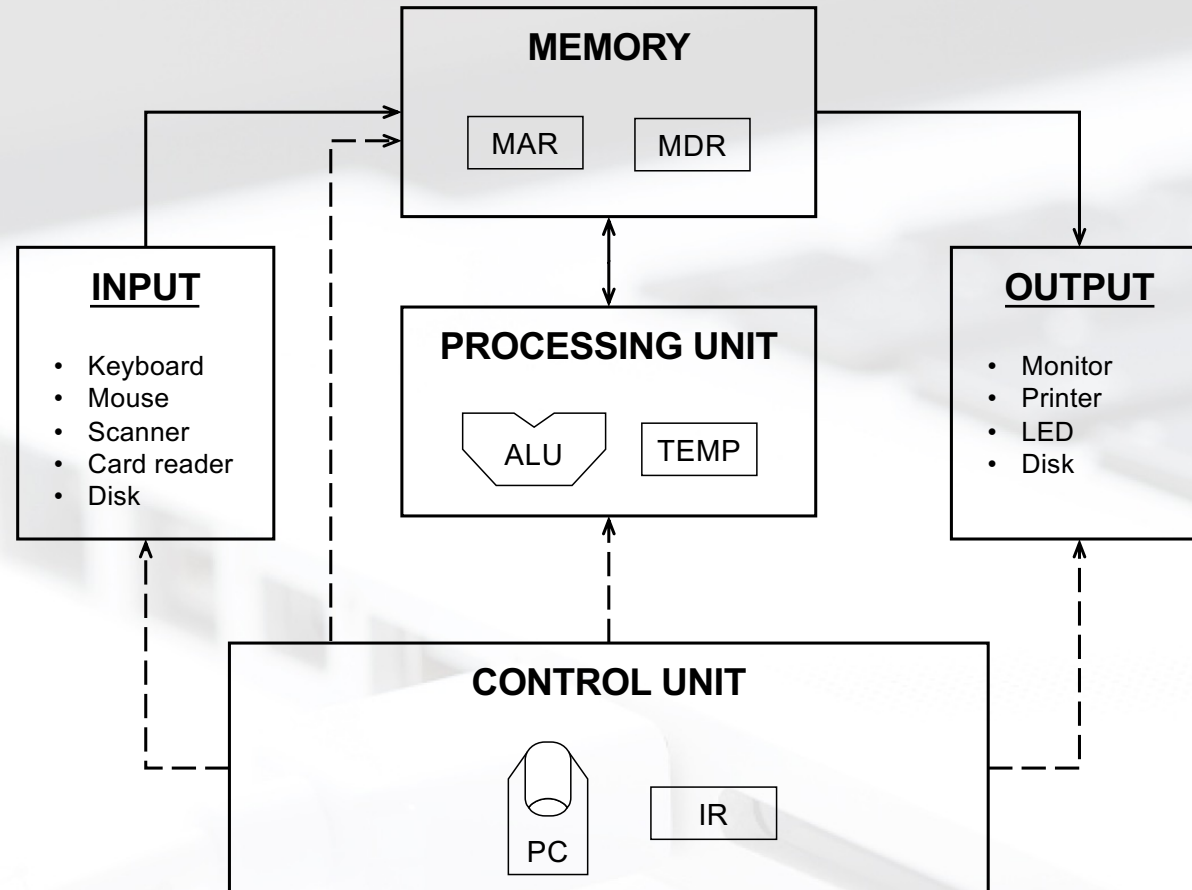 MEMORY
MAR
MDR
INPUT
• Keyboard
• Mouse
• Scanner
• Card reader
• Disk
PROCESSING UNIT
ALU
TEMP
OUTPUT
• Monitor
• Printer
• LED
• Disk
CONTROL UNIT
PC
IR